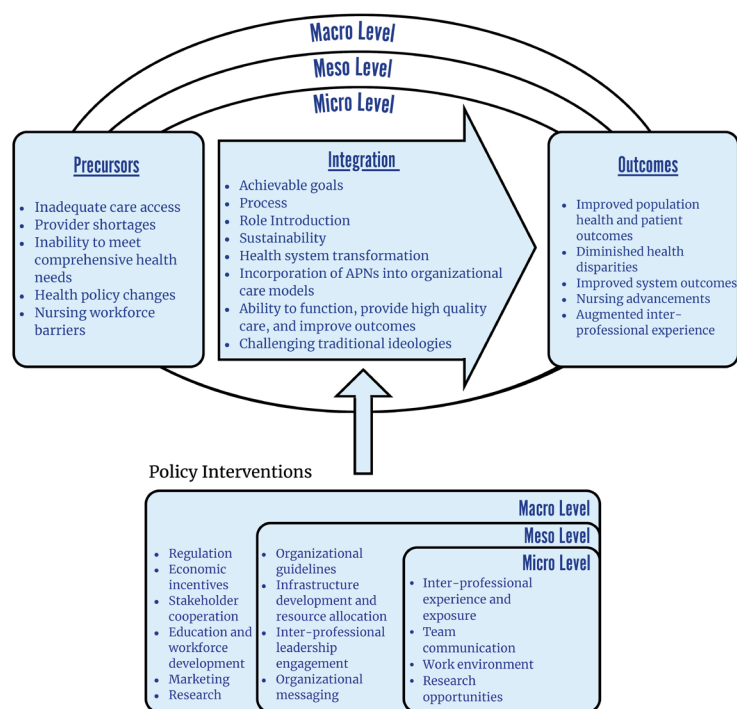 Macro Level
Meso Level
Micro Level
Precursors
• Inadequate care access
• Provider shortages
• Inability to meet
comprehensive health
needs
• Health policy changes
• Nursing workforce
barriers
Integration
• Achievable goals
• Process
• Role Introduction
• Sustainability
• Health system transformation
• Incorporation of APNs into organizational
care models
• Ability to function, provide high quality
care, and improve outcomes
• Challenging traditional ideologies
Outcomes
• Improved population
health and patient
outcomes
• Diminished health
disparities
• Improved system outcomes
• Nursing advancements
• Augmented inter-
professional experience
Policy Interventions
Macro Level
• Regulation
• Economic
incentives
• Stakeholder
cooperation
• Education and
workforce
development
• Marketing
• Research
Meso Level
• Organizational
guidelines
• Infrastructure
development and
resource allocation
• Inter-professional
leadership
engagement
• Organizational
messaging
Micro Level
• Inter-professional
experience and
exposure
• Team
communication
• Work environment
• Research
opportunities